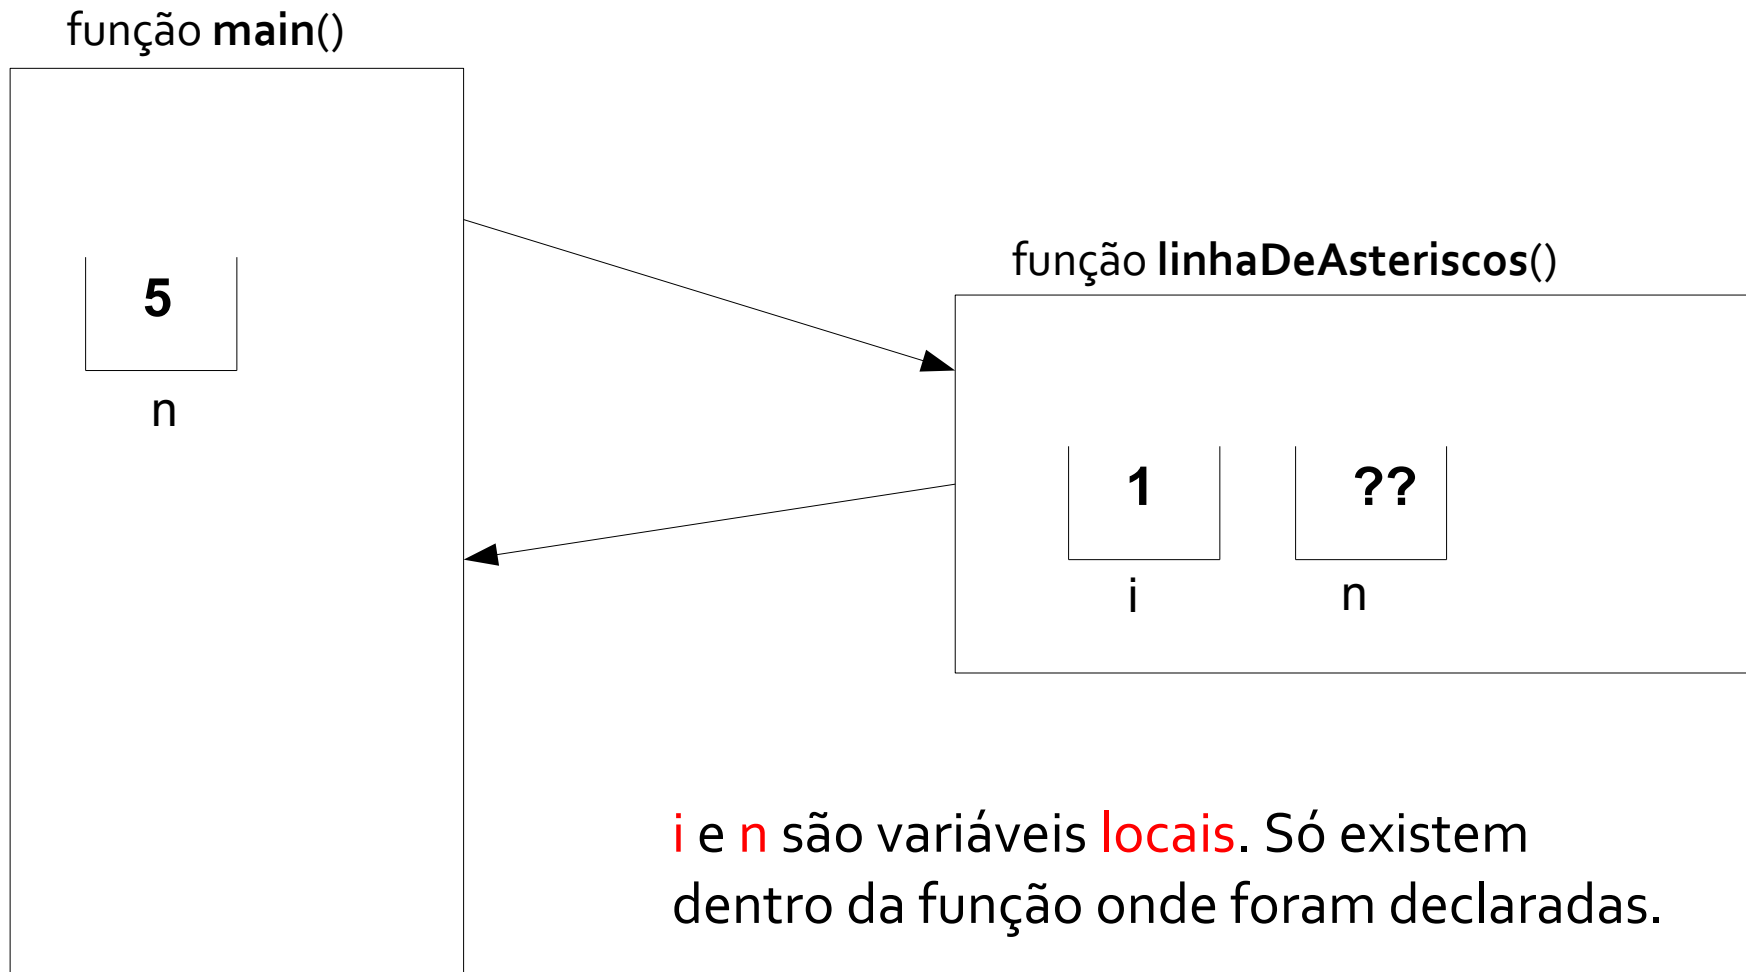 função main()
5
n
função linhaDeAsteriscos()
1 ??
i n
i e n são variáveis locais. Só existem
dentro da função onde foram declaradas.